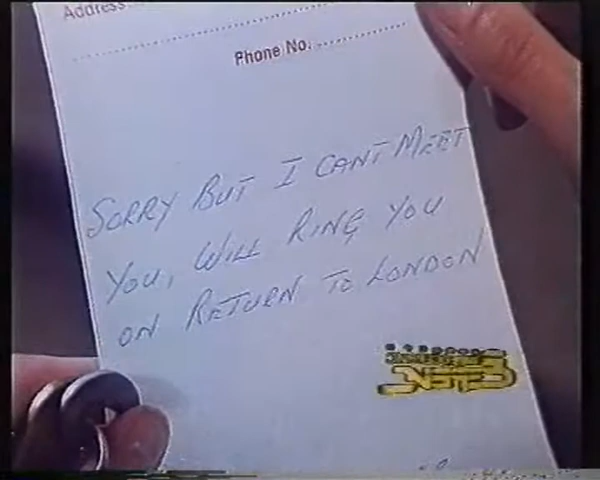 Address
Phone No.
SORRY BUT I CANT MEET
YOU, WILL RING YOU
ON RETURN TO LONDON